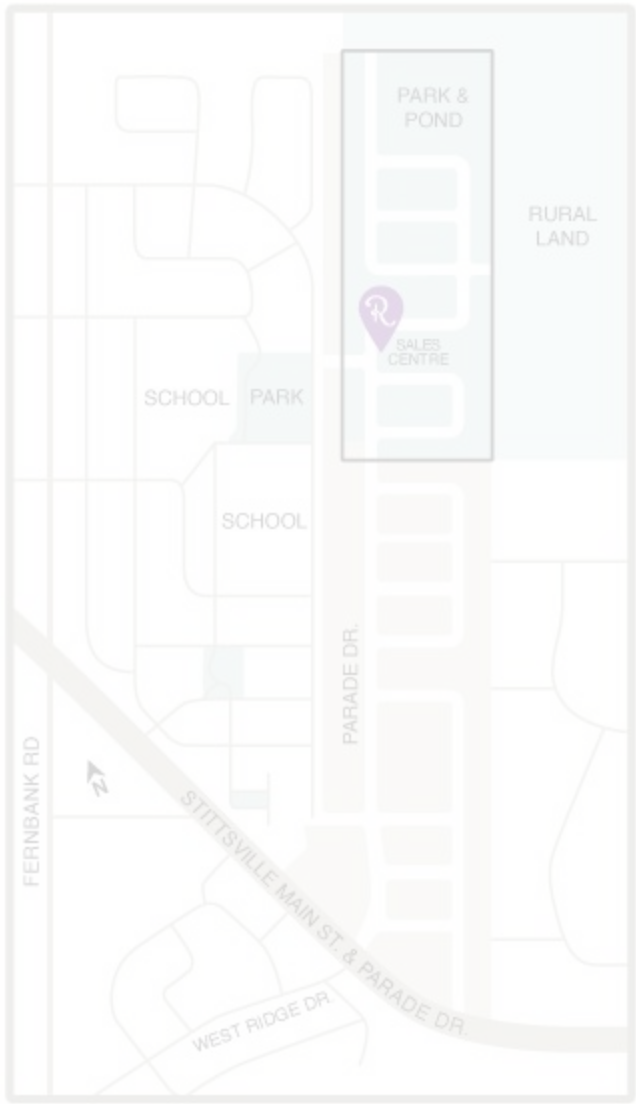 PARK &
POND
RURAL
LAND
R
SALES
CENTRE
SCHOOL
PARK
SCHOOL
PARADE DR.
FERNBANK RD
N
STITTSVILLE MAIN ST. & PARADE DR.
WEST RIDGE DR.